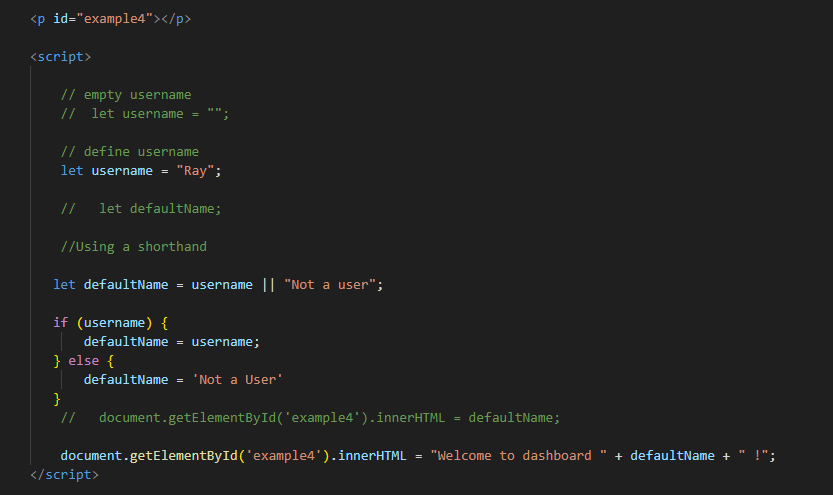 <p id="example4"></p>
<script>
// empty username
//  let username = "";
// define username
let username = "Ray";
//   let defaultName;
//Using a shorthand
let defaultName = username || "Not a user";
if (username) {
defaultName = username;
} else {
defaultName = 'Not a User'
}
//   document.getElementById('example4').innerHTML = defaultName;
document.getElementById('example4').innerHTML = "Welcome to dashboard " + defaultName + " !";
</script>